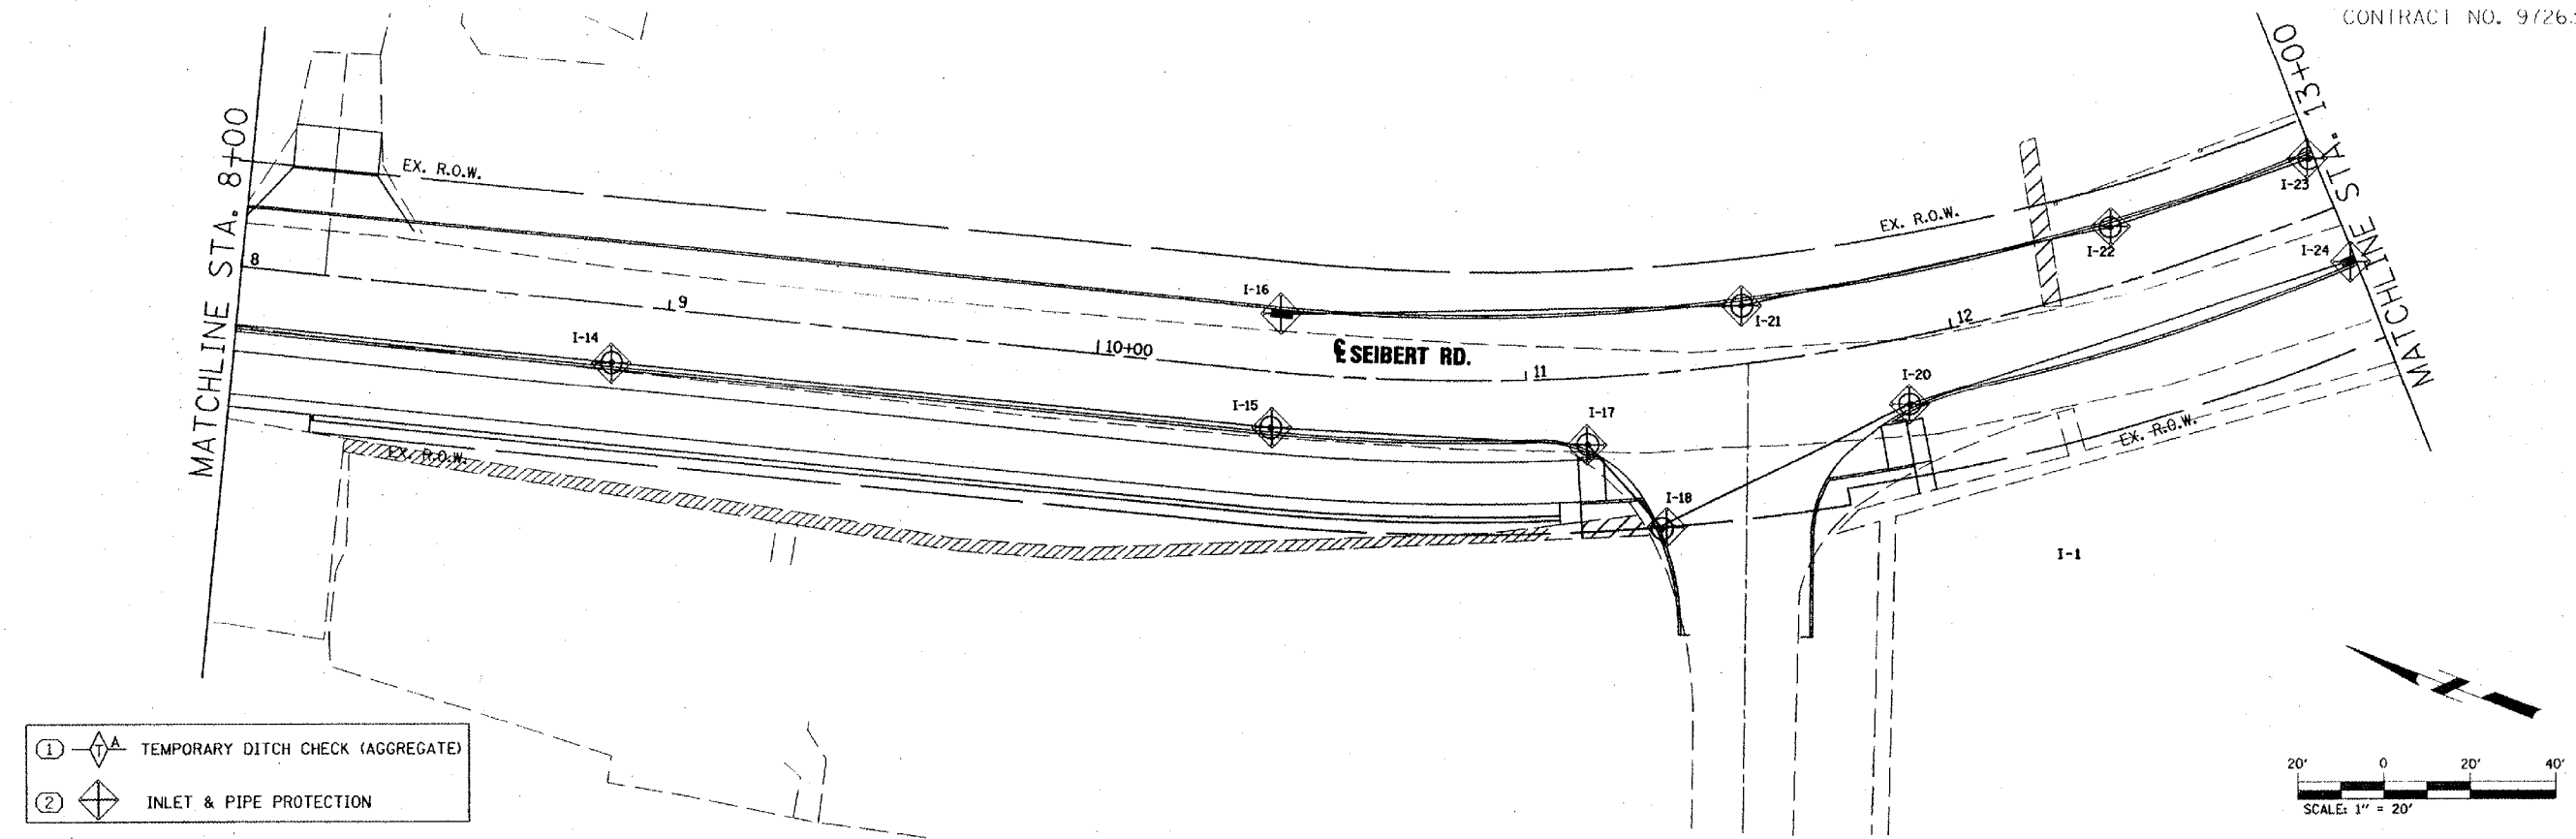 CONTRACT NO. 9726
MATCHLINE STA. 8+00
MATCHLINE STA. 13+00
EX. R.O.W.
EX. R.O.W.
I-23
I-22
I-24
8
9
I-16
I-21
12
I-14
10+00
℄ SEIBERT RD.
11
I-20
I-15
I-17
EX. R.O.W.
EX. R.O.W.
I-18
I-1
1 T A TEMPORARY DITCH CHECK (AGGREGATE)
2 INLET & PIPE PROTECTION
20' 0 20' 40'
SCALE: 1" = 20'